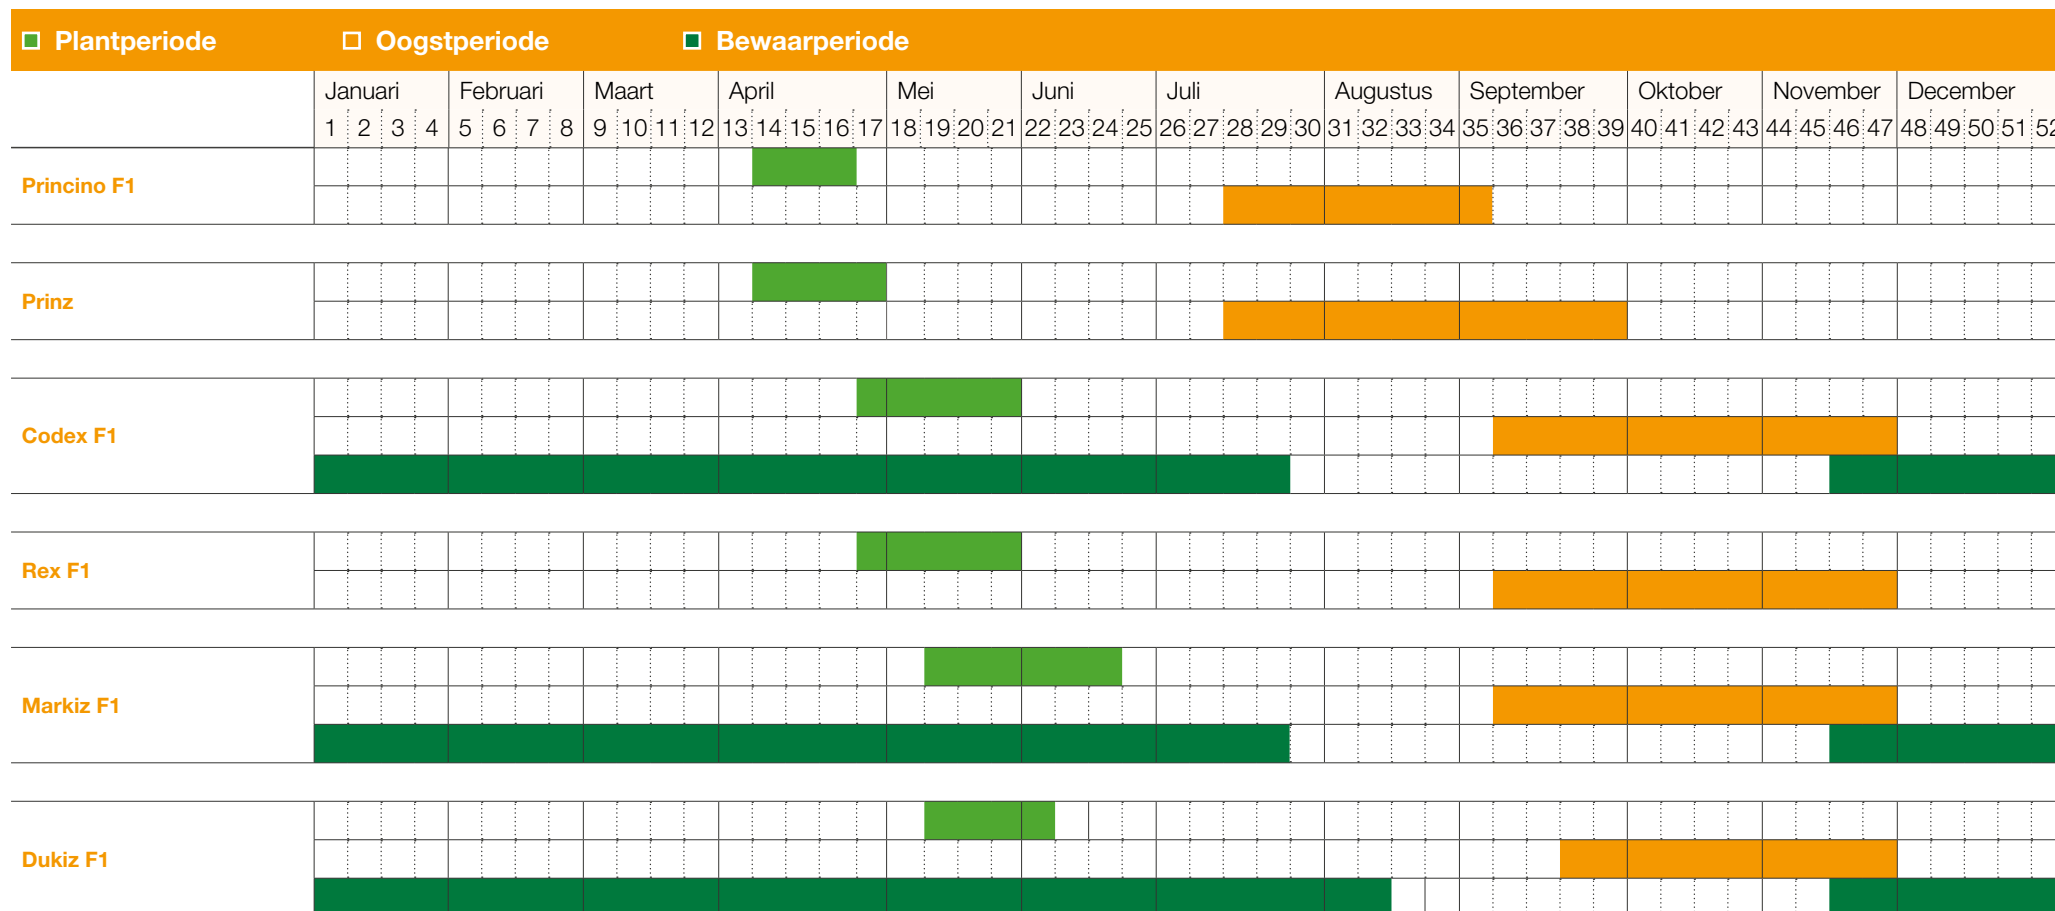 Plantperiode Oogstperiode Bewaarperiode
Januari Februari Maart April Mei Juni Juli Augustus September Oktober November December
1 2 3 4 5 6 7 8 9 10 11 12 13 14 15 16 17 18 19 20 21 22 23 24 25 26 27 28 29 30 31 32 33 34 35 36 37 38 39 40 41 42 43 44 45 46 47 48 49 50 51 52
Princino F1
Prinz
Codex F1
Rex F1
Markiz F1
Dukiz F1